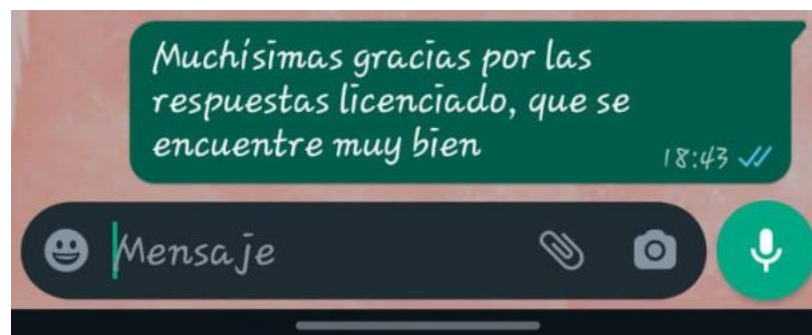 Muchísimas gracias por las
respuestas licenciado, que se
encuentre muy bien
18:43
Mensaje